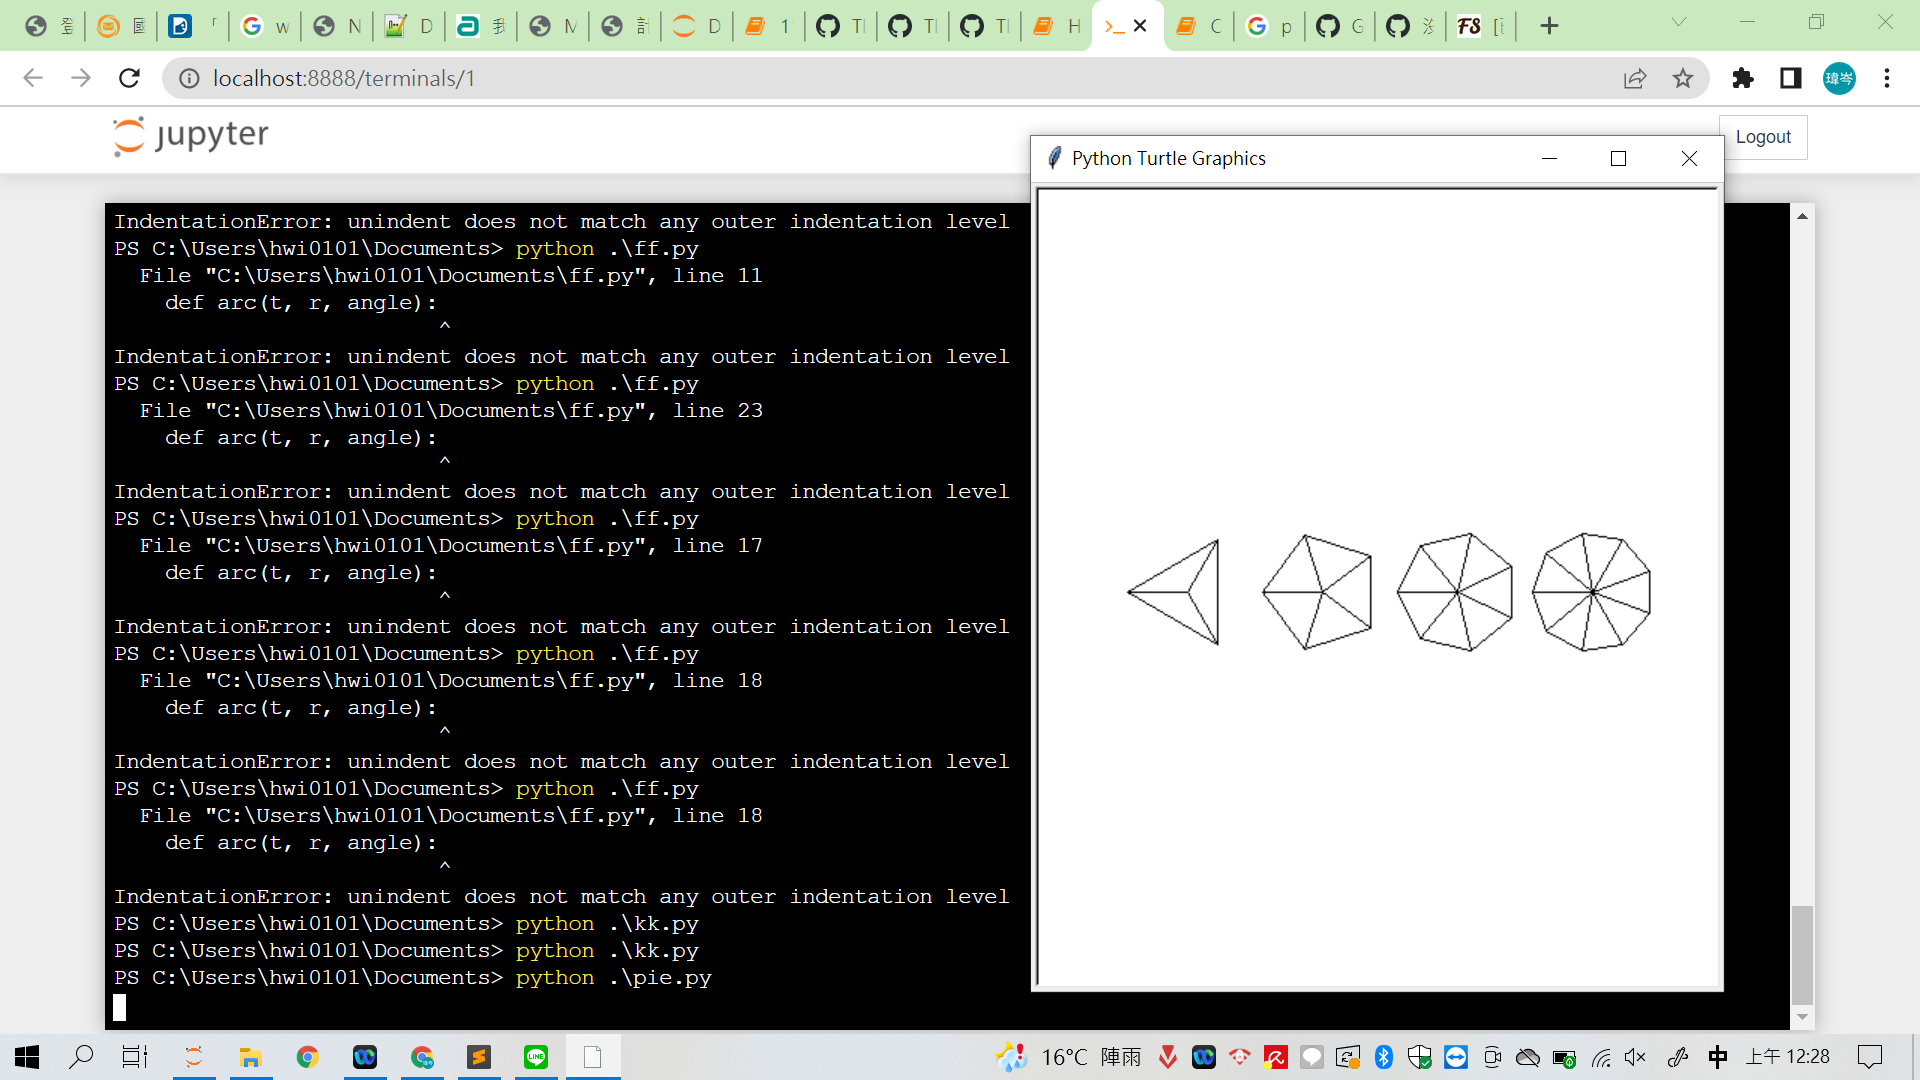 w
N
D
M
D
1
Tl
Tl
Tl
H
C
p
G
FS
localhost:8888/terminals/1
瑋岑
jupyter
Logout
IndentationError: unindent does not match any outer indentation level
PS C:\Users\hwi0101\Documents> python .\ff.py
File "C:\Users\hwi0101\Documents\ff.py", line 11
def arc(t, r, angle):
^
IndentationError: unindent does not match any outer indentation level
PS C:\Users\hwi0101\Documents> python .\ff.py
File "C:\Users\hwi0101\Documents\ff.py", line 23
def arc(t, r, angle):
^
IndentationError: unindent does not match any outer indentation level
PS C:\Users\hwi0101\Documents> python .\ff.py
File "C:\Users\hwi0101\Documents\ff.py", line 17
def arc(t, r, angle):
^
IndentationError: unindent does not match any outer indentation level
PS C:\Users\hwi0101\Documents> python .\ff.py
File "C:\Users\hwi0101\Documents\ff.py", line 18
def arc(t, r, angle):
^
IndentationError: unindent does not match any outer indentation level
PS C:\Users\hwi0101\Documents> python .\ff.py
File "C:\Users\hwi0101\Documents\ff.py", line 18
def arc(t, r, angle):
^
IndentationError: unindent does not match any outer indentation level
PS C:\Users\hwi0101\Documents> python .\kk.py
PS C:\Users\hwi0101\Documents> python .\kk.py
PS C:\Users\hwi0101\Documents> python .\pie.py
Python Turtle Graphics
LINE
16°C 陣雨
中
上午 12:28